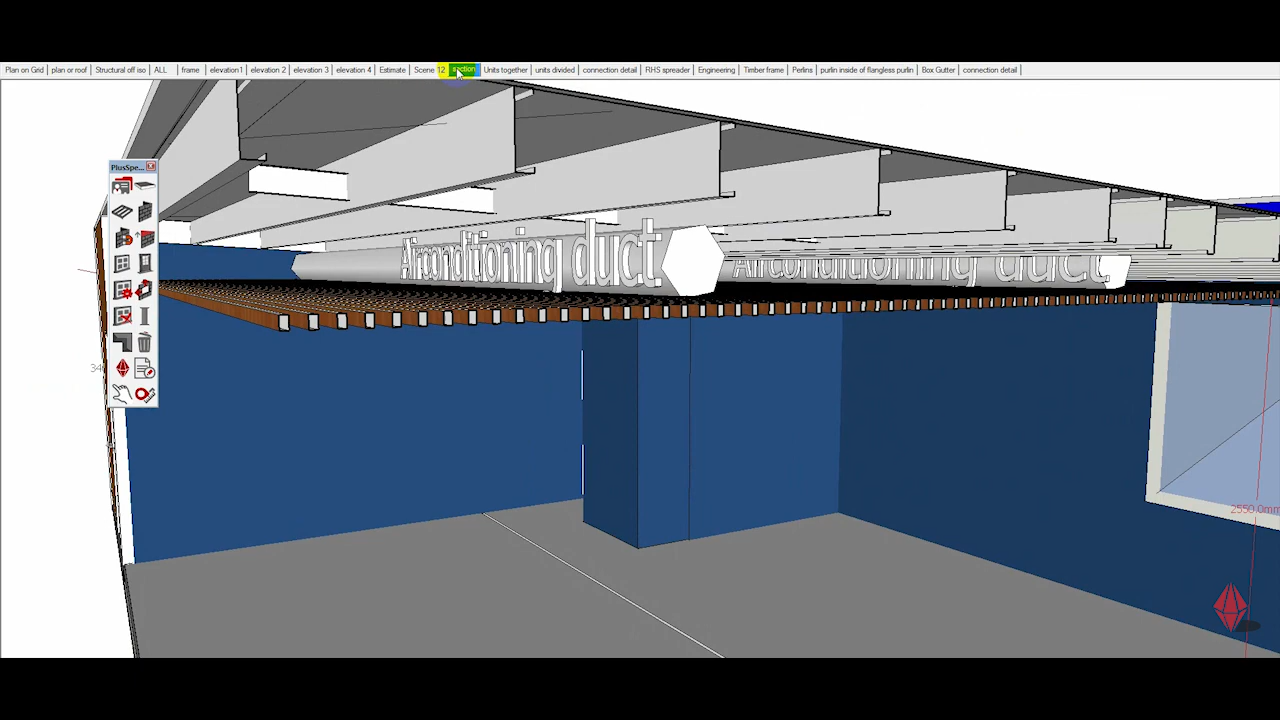 Plan on Grid plan or roof Structural off iso ALL frame elevation1 elevation 2 elevation 3 elevation 4 Estimate Scene 12 section Units together units divided connection detail RHS spreader Engineering Timber frame Perlins purlin inside of flangless purlin Box Gutter connection detail
PlusSpe...
Airconditioning duct
Airconditioning duct
2550.0mm